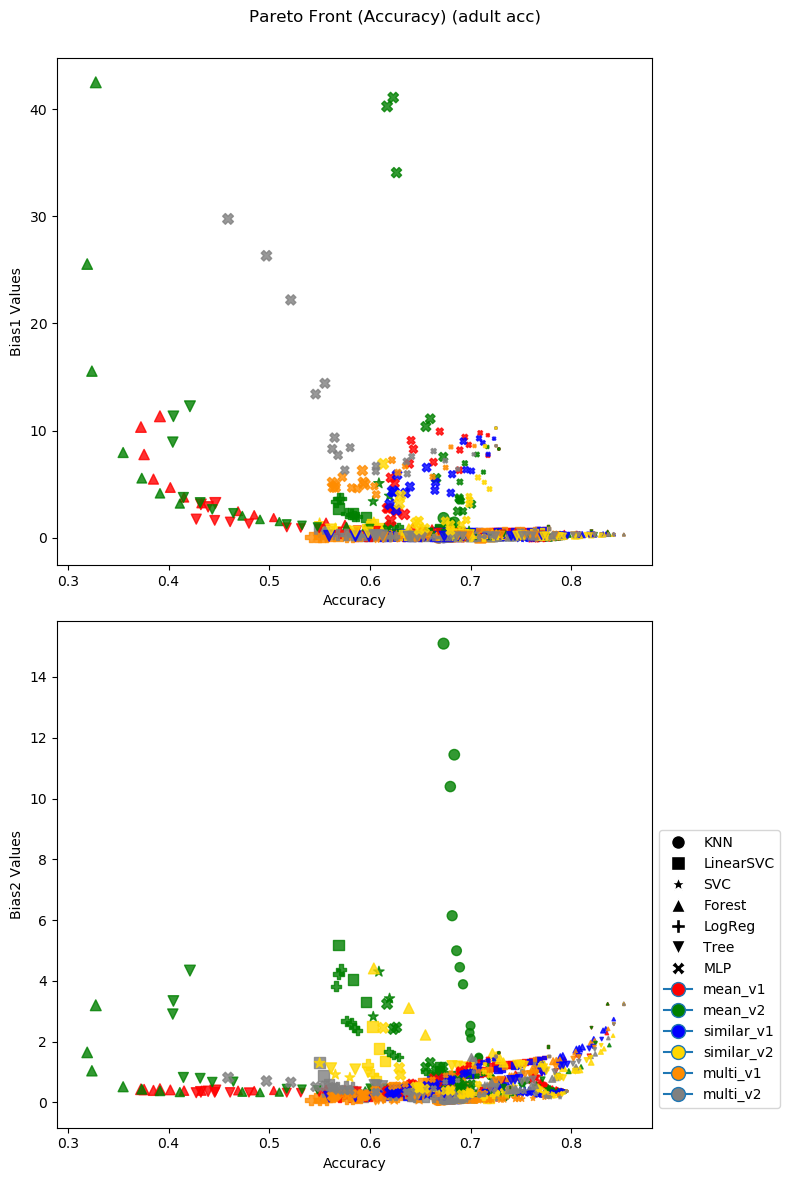 Pareto Front (Accuracy) (adult acc)
40
30
20
10
0
Bias1 Values
0.3 0.4 0.5 0.6 0.7 0.8
Accuracy
14
12
10
8
6
4
2
0
Bias2 Values
0.3 0.4 0.5 0.6 0.7 0.8
Accuracy
KNN
LinearSVC
SVC
Forest
LogReg
Tree
MLP
mean_v1
mean_v2
similar_v1
similar_v2
multi_v1
multi_v2